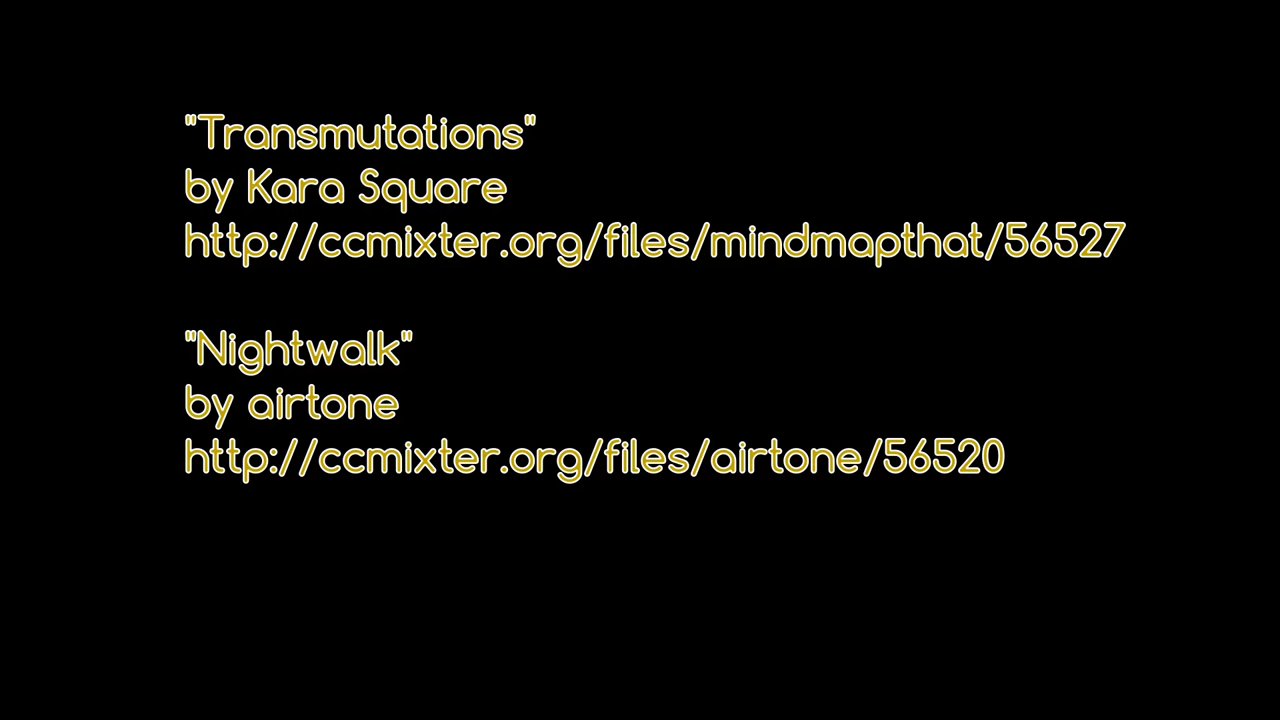 "Transmutations"
by Kara Square
http://ccmixter.org/files/mindmapthat/56527
"Nightwalk"
by airtone
http://ccmixter.org/files/airtone/56520